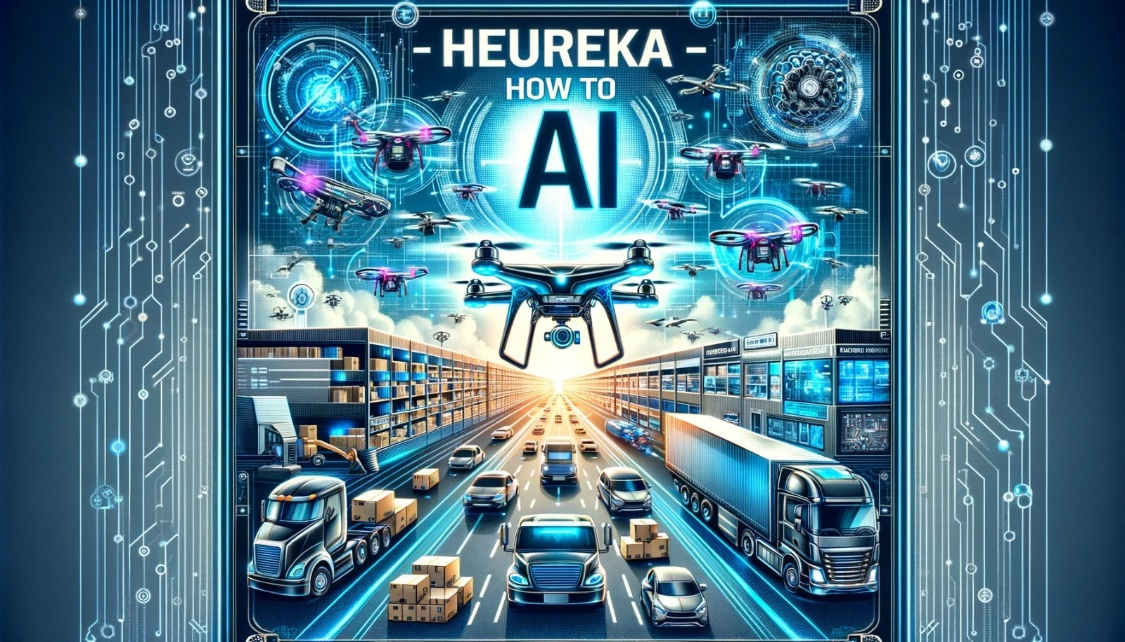 - HEUREKA -
HOW TO
AI